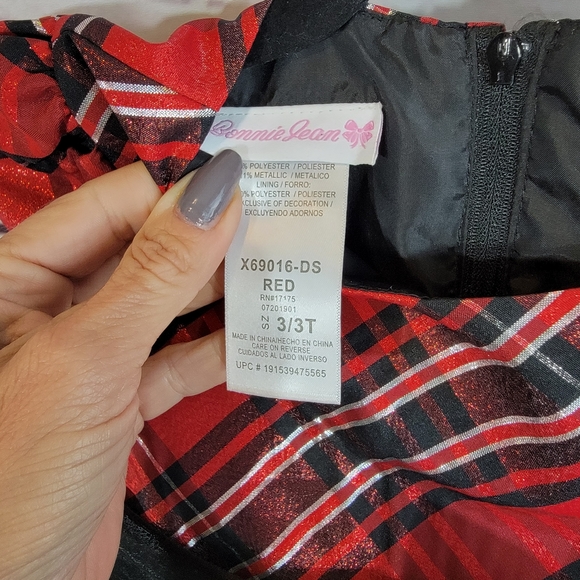 Bonnie Jean
% POLYESTER / POLIESTER
1% METALLIC / METALICO
LINING / FORRO:
% POLYESTER / POLIESTER
EXCLUSIVE OF DECORATION /
EXCLUYENDO ADORNOS
X69016-DS
RED
RN#17175
07201901
SZ 3/3T
MADE IN CHINA/HECHO EN CHINA
CARE ON REVERSE
CUIDADOS AL LADO INVERSO
UPC # 191539475565